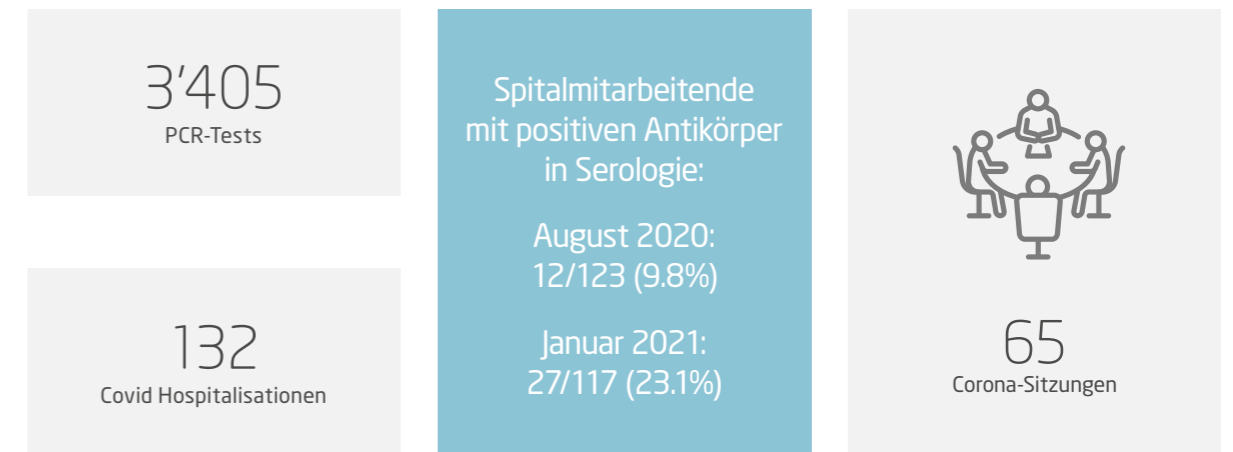 3'405
PCR-Tests
132
Covid Hospitalisationen
Spitalmitarbeitende
mit positiven Antikörper
in Serologie:
August 2020:
12/123 (9.8%)
Januar 2021:
27/117 (23.1%)
65
Corona-Sitzungen